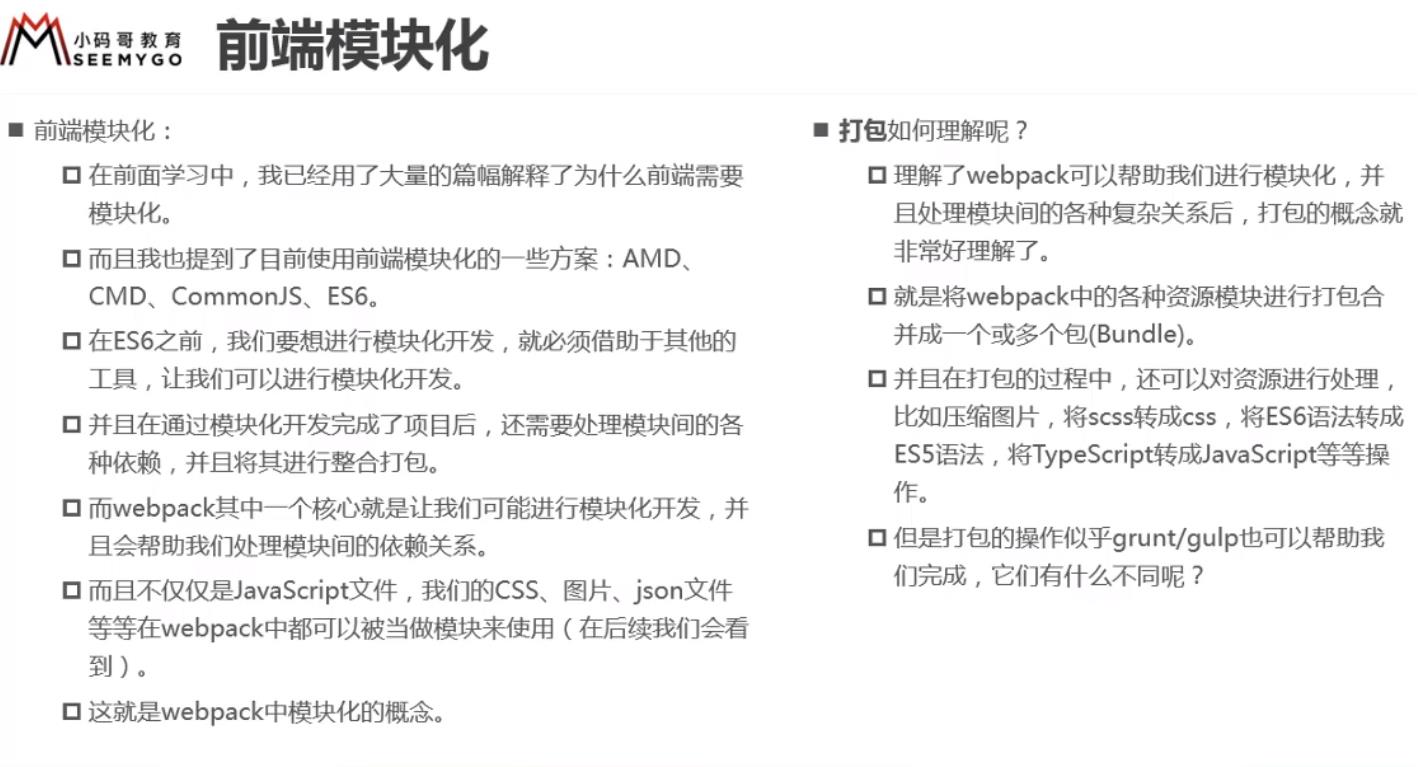 小码哥教育
SEEMYGO
前端模块化
前端模块化：
在前面学习中，我已经用了大量的篇幅解释了为什么前端需要
模块化。
而且我也提到了目前使用前端模块化的一些方案：AMD、
CMD、CommonJS、ES6。
在ES6之前，我们要想进行模块化开发，就必须借助于其他的
工具，让我们可以进行模块化开发。
并且在通过模块化开发完成了项目后，还需要处理模块间的各
种依赖，并且将其进行整合打包。
而webpack其中一个核心就是让我们可能进行模块化开发，并
且会帮助我们处理模块间的依赖关系。
而且不仅仅是JavaScript文件，我们的CSS、图片、json文件
等等在webpack中都可以被当做模块来使用（在后续我们会看
到）。
这就是webpack中模块化的概念。
打包如何理解呢？
理解了webpack可以帮助我们进行模块化，并
且处理模块间的各种复杂关系后，打包的概念就
非常好理解了。
就是将webpack中的各种资源模块进行打包合
并成一个或多个包(Bundle)。
并且在打包的过程中，还可以对资源进行处理，
比如压缩图片，将scss转成css，将ES6语法转成
ES5语法，将TypeScript转成JavaScript等等操
作。
但是打包的操作似乎grunt/gulp也可以帮助我
们完成，它们有什么不同呢？